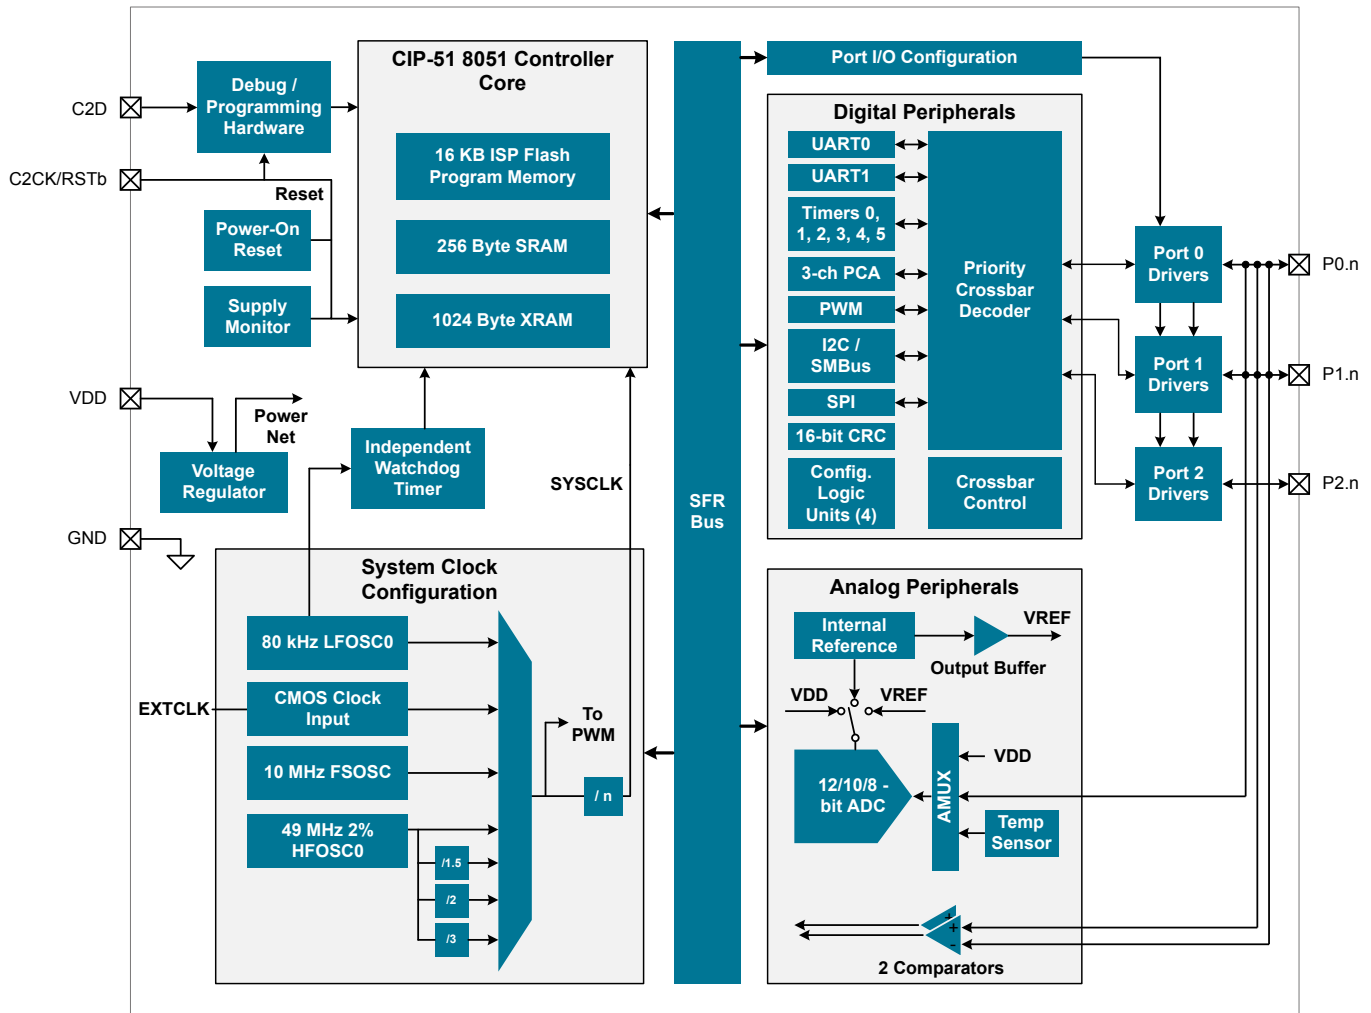 CIP-51 8051 Controller
Core
16 KB ISP Flash
Program Memory
256 Byte SRAM
1024 Byte XRAM
C2D
Debug /
Programming
Hardware
C2CK/RSTb
Reset
Power-On
Reset
Supply
Monitor
VDD
Power
Net
Voltage
Regulator
GND
Independent
Watchdog
Timer
SYSCLK
System Clock
Configuration
80 kHz LFOSC0
EXTCLK
CMOS Clock
Input
10 MHz FSOSC
49 MHz 2%
HFOSC0
/1.5
/2
/3
To
PWM
/ n
SFR
Bus
Port I/O Configuration
Digital Peripherals
UART0
UART1
Timers 0,
1, 2, 3, 4, 5
3-ch PCA
PWM
I2C /
SMBus
SPI
16-bit CRC
Config.
Logic
Units (4)
Priority
Crossbar
Decoder
Crossbar
Control
Port 0
Drivers
P0.n
Port 1
Drivers
P1.n
Port 2
Drivers
P2.n
Analog Peripherals
Internal
Reference
VREF
Output Buffer
VDD
VREF
12/10/8 -
bit ADC
AMUX
VDD
Temp
Sensor
+
+
-
2 Comparators